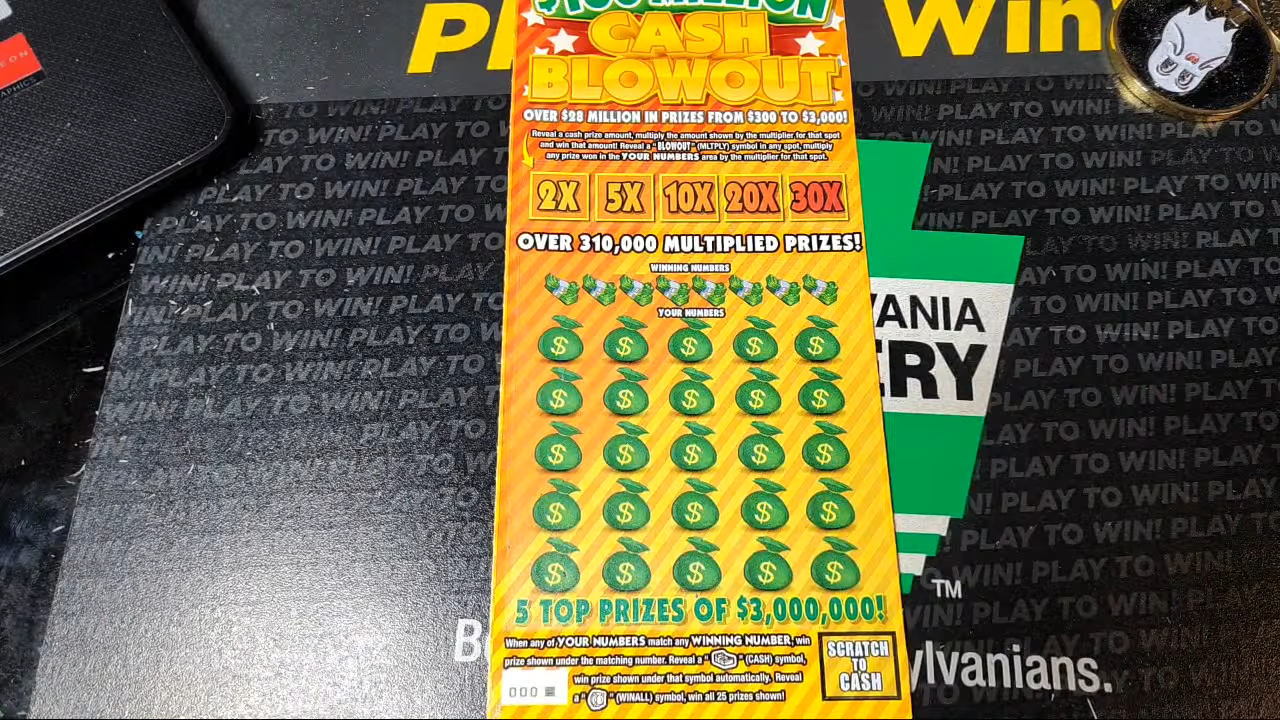 Win
CASH
BLOWOUT
OVER $28 MILLION IN PRIZES FROM $300 TO $3,000!
Reveal a cash prize amount, multiply the amount shown by the multiplier for that spot
and win that amount! Reveal a "BLOWOUT" (MLTPLY) symbol in any spot, multiply
any prize won in the YOUR NUMBERS area by the multiplier for that spot.
2X 5X 10X 20X 30X
OVER 310,000 MULTIPLIED PRIZES!
WINNING NUMBERS
YOUR NUMBERS
$ $ $ $ $
$ $ $ $ $
$ $ $ $ $
$ $ $ $ $
$ $ $ $ $
5 TOP PRIZES OF $3,000,000!
When any of YOUR NUMBERS match any WINNING NUMBER, win
prize shown under the matching number. Reveal a " " (CASH) symbol,
win prize shown under that symbol automatically. Reveal
a " " (WINALL) symbol, win all 25 prizes shown!
000
SCRATCH
TO
CASH
VANIA
ERY
TM
ylvanians.
PLAY TO WIN! PLAY TO WIN! PLAY TO WIN!